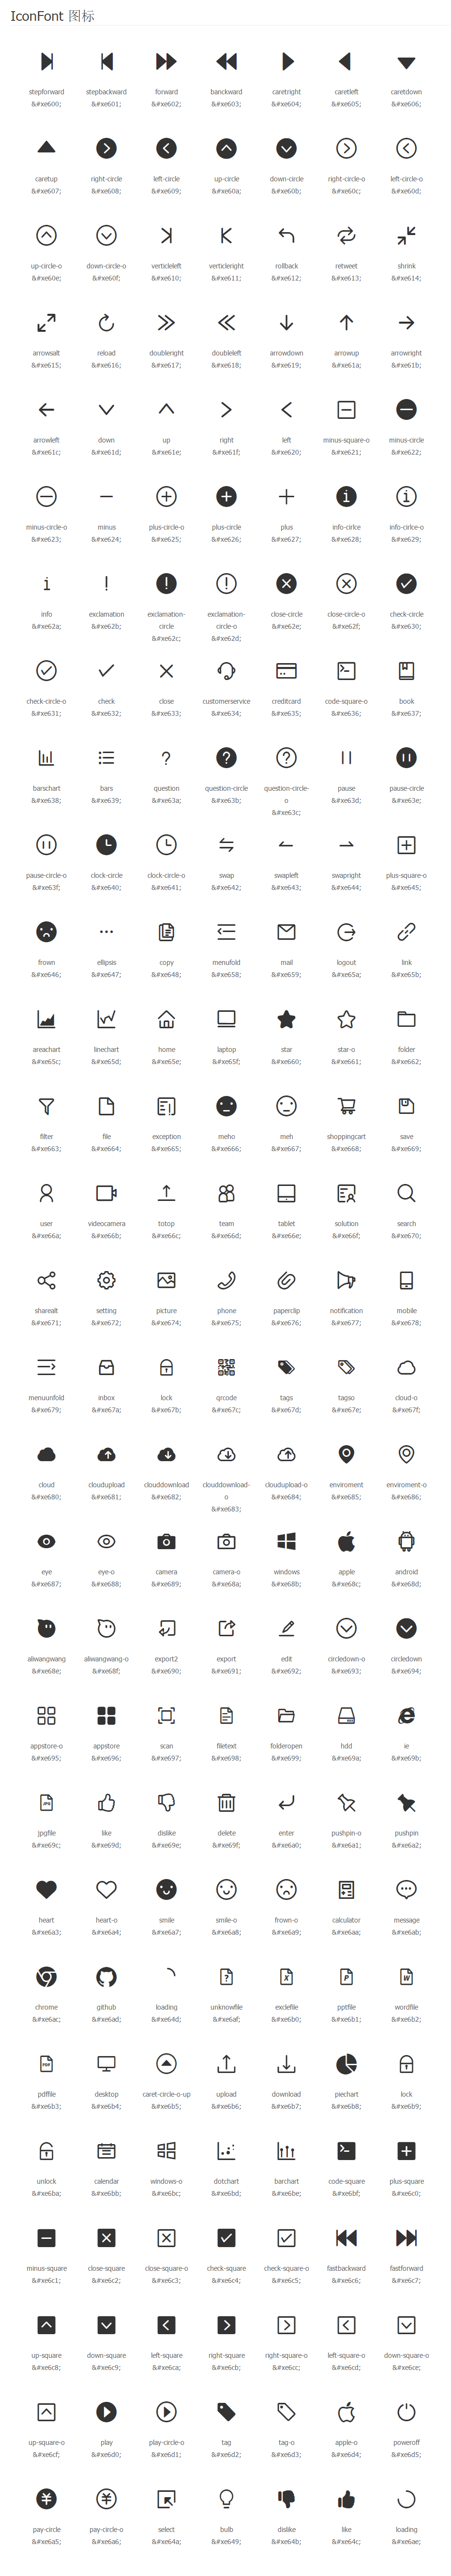 IconFont 图标
stepforward stepbackward forward banckward caretright caretleft caretdown
&#xe600; &#xe601; &#xe602; &#xe603; &#xe604; &#xe605; &#xe606;
caretup right-circle left-circle up-circle down-circle right-circle-o left-circle-o
&#xe607; &#xe608; &#xe609; &#xe60a; &#xe60b; &#xe60c; &#xe60d;
up-circle-o down-circle-o verticleleft verticleright rollback retweet shrink
&#xe60e; &#xe60f; &#xe610; &#xe611; &#xe612; &#xe613; &#xe614;
arrowsalt reload doubleright doubleleft arrowdown arrowup arrowright
&#xe615; &#xe616; &#xe617; &#xe618; &#xe619; &#xe61a; &#xe61b;
arrowleft down up right left minus-square-o minus-circle
&#xe61c; &#xe61d; &#xe61e; &#xe61f; &#xe620; &#xe621; &#xe622;
minus-circle-o minus plus-circle-o plus-circle plus info-cirlce info-cirlce-o
&#xe623; &#xe624; &#xe625; &#xe626; &#xe627; &#xe628; &#xe629;
info exclamation exclamation- exclamation- close-circle close-circle-o check-circle
&#xe62a; &#xe62b; circle circle-o &#xe62e; &#xe62f; &#xe630;
&#xe62c; &#xe62d;
check-circle-o check close customerservice creditcard code-square-o book
&#xe631; &#xe632; &#xe633; &#xe634; &#xe635; &#xe636; &#xe637;
barschart bars question question-circle question-circle- pause pause-circle
&#xe638; &#xe639; &#xe63a; &#xe63b; o &#xe63d; &#xe63e;
&#xe63c;
pause-circle-o clock-circle clock-circle-o swap swapleft swapright plus-square-o
&#xe63f; &#xe640; &#xe641; &#xe642; &#xe643; &#xe644; &#xe645;
frown ellipsis copy menufold mail logout link
&#xe646; &#xe647; &#xe648; &#xe658; &#xe659; &#xe65a; &#xe65b;
areachart linechart home laptop star star-o folder
&#xe65c; &#xe65d; &#xe65e; &#xe65f; &#xe660; &#xe661; &#xe662;
filter file exception meho meh shoppingcart save
&#xe663; &#xe664; &#xe665; &#xe666; &#xe667; &#xe668; &#xe669;
user videocamera totop team tablet solution search
&#xe66a; &#xe66b; &#xe66c; &#xe66d; &#xe66e; &#xe66f; &#xe670;
sharealt setting picture phone paperclip notification mobile
&#xe671; &#xe672; &#xe674; &#xe675; &#xe676; &#xe677; &#xe678;
menuunfold inbox lock qrcode tags tagso cloud-o
&#xe679; &#xe67a; &#xe67b; &#xe67c; &#xe67d; &#xe67e; &#xe67f;
cloud cloudupload clouddownload clouddownload- cloudupload-o enviroment enviroment-o
&#xe680; &#xe681; &#xe682; o &#xe684; &#xe685; &#xe686;
&#xe683;
eye eye-o camera camera-o windows apple android
&#xe687; &#xe688; &#xe689; &#xe68a; &#xe68b; &#xe68c; &#xe68d;
aliwangwang aliwangwang-o export2 export edit circledown-o circledown
&#xe68e; &#xe68f; &#xe690; &#xe691; &#xe692; &#xe693; &#xe694;
appstore-o appstore scan filetext folderopen hdd ie
&#xe695; &#xe696; &#xe697; &#xe698; &#xe699; &#xe69a; &#xe69b;
JPG
jpgfile like dislike delete enter pushpin-o pushpin
&#xe69c; &#xe69d; &#xe69e; &#xe69f; &#xe6a0; &#xe6a1; &#xe6a2;
heart heart-o smile smile-o frown-o calculator message
&#xe6a3; &#xe6a4; &#xe6a7; &#xe6a8; &#xe6a9; &#xe6aa; &#xe6ab;
? X P W
chrome github loading unknowfile exclefile pptfile wordfile
&#xe6ac; &#xe6ad; &#xe64d; &#xe6af; &#xe6b0; &#xe6b1; &#xe6b2;
PDF
pdffile desktop caret-circle-o-up upload download piechart lock
&#xe6b3; &#xe6b4; &#xe6b5; &#xe6b6; &#xe6b7; &#xe6b8; &#xe6b9;
unlock calendar windows-o dotchart barchart code-square plus-square
&#xe6ba; &#xe6bb; &#xe6bc; &#xe6bd; &#xe6be; &#xe6bf; &#xe6c0;
minus-square close-square close-square-o check-square check-square-o fastbackward fastforward
&#xe6c1; &#xe6c2; &#xe6c3; &#xe6c4; &#xe6c5; &#xe6c6; &#xe6c7;
up-square down-square left-square right-square right-square-o left-square-o down-square-o
&#xe6c8; &#xe6c9; &#xe6ca; &#xe6cb; &#xe6cc; &#xe6cd; &#xe6ce;
up-square-o play play-circle-o tag tag-o apple-o poweroff
&#xe6cf; &#xe6d0; &#xe6d1; &#xe6d2; &#xe6d3; &#xe6d4; &#xe6d5;
pay-circle pay-circle-o select bulb dislike like loading
&#xe6a5; &#xe6a6; &#xe64a; &#xe649; &#xe64b; &#xe64c; &#xe6ae;